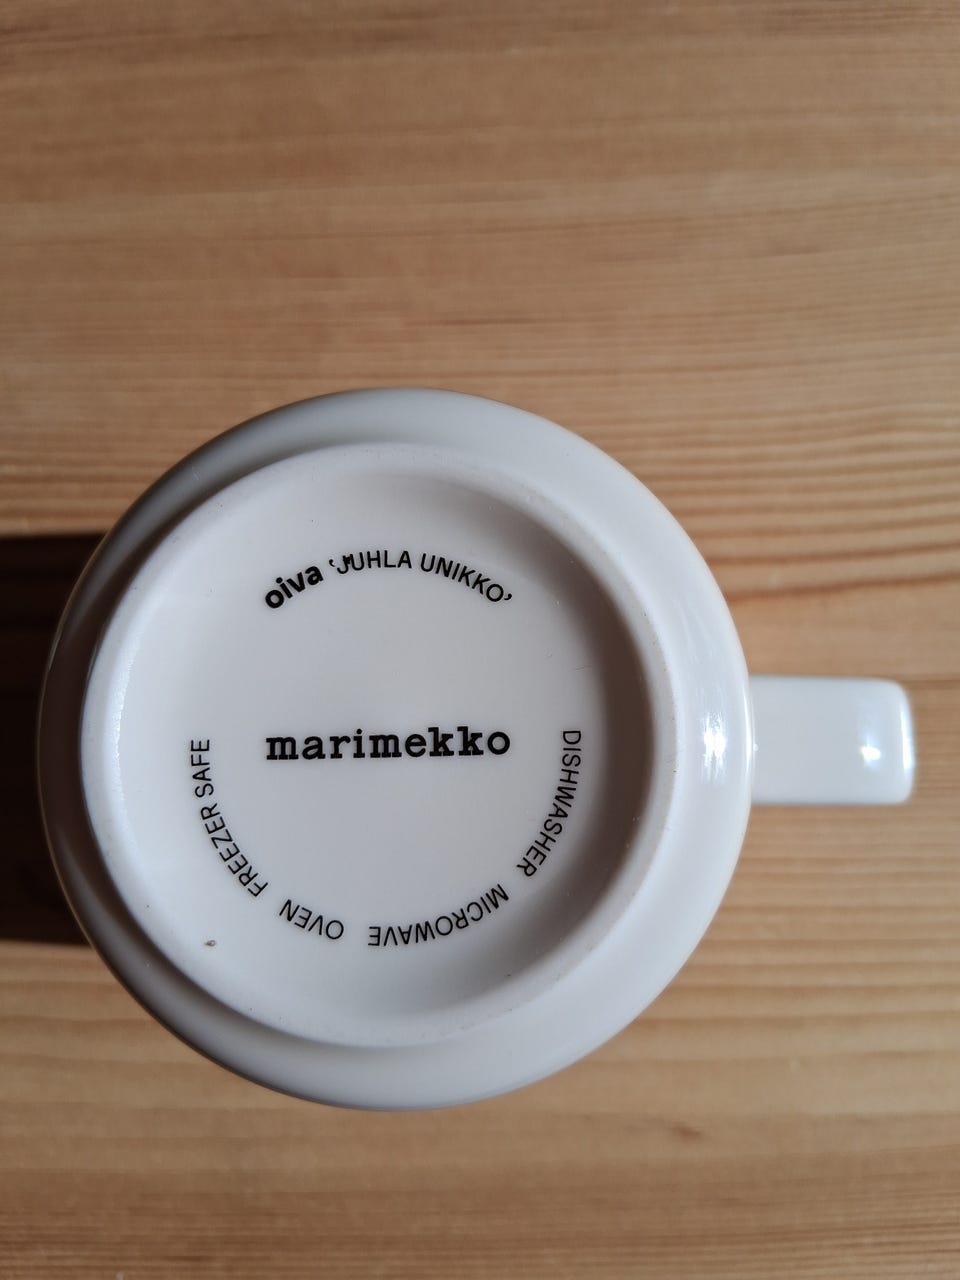 oiva ‘JUHLA UNIKKO’
marimekko
DISHWASHER MICROWAVE OVEN FREEZER SAFE